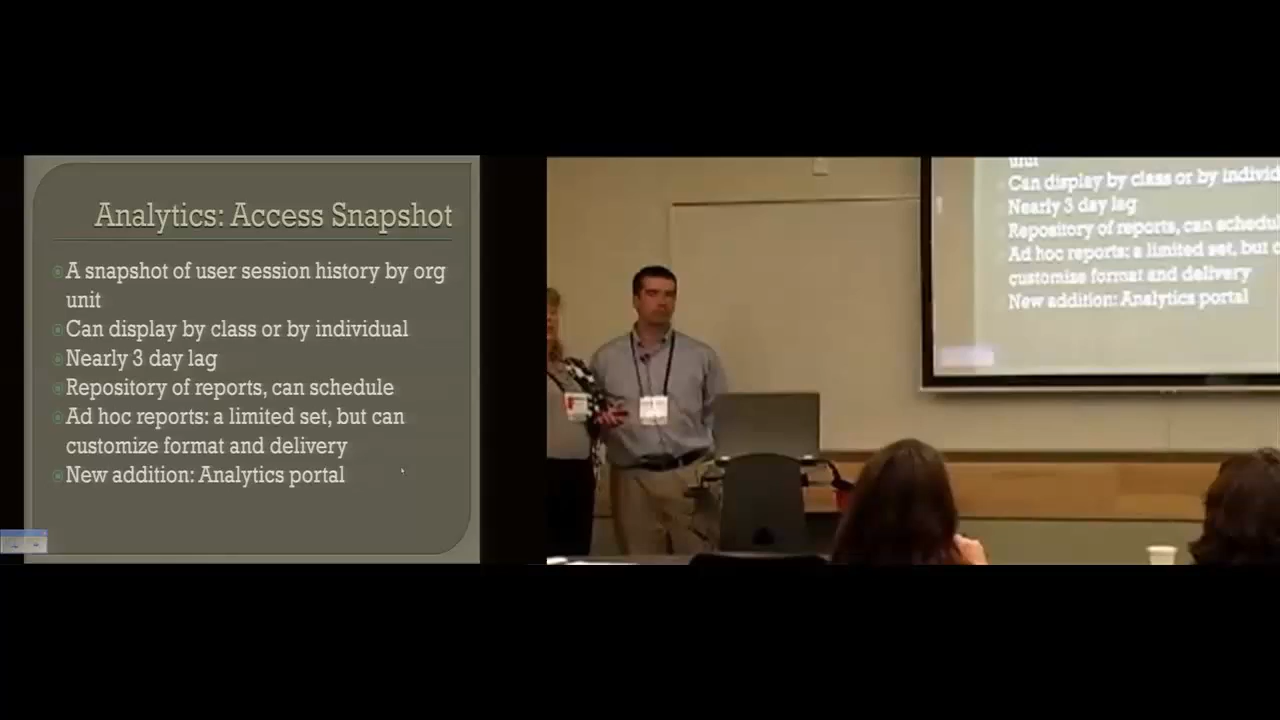 Analytics: Access Snapshot
A snapshot of user session history by org
unit
Can display by class or by individual
Nearly 3 day lag
Repository of reports, can schedule
Ad hoc reports: a limited set, but can
customize format and delivery
New addition: Analytics portal
unit
Can display by class or by individ
Nearly 3 day lag
Repository of reports, can schedul
Ad hoc reports: a limited set, but c
customize format and delivery
New addition: Analytics portal